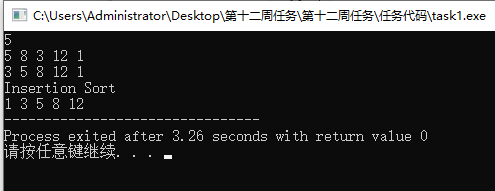 C:\Users\Administrator\Desktop\第十二周任务\第十二周任务\任务代码\task1.exe
5
5 8 3 12 1
3 5 8 12 1
Insertion Sort
1 3 5 8 12
--------------------------------
Process exited after 3.26 seconds with return value 0
请按任意键继续. . .